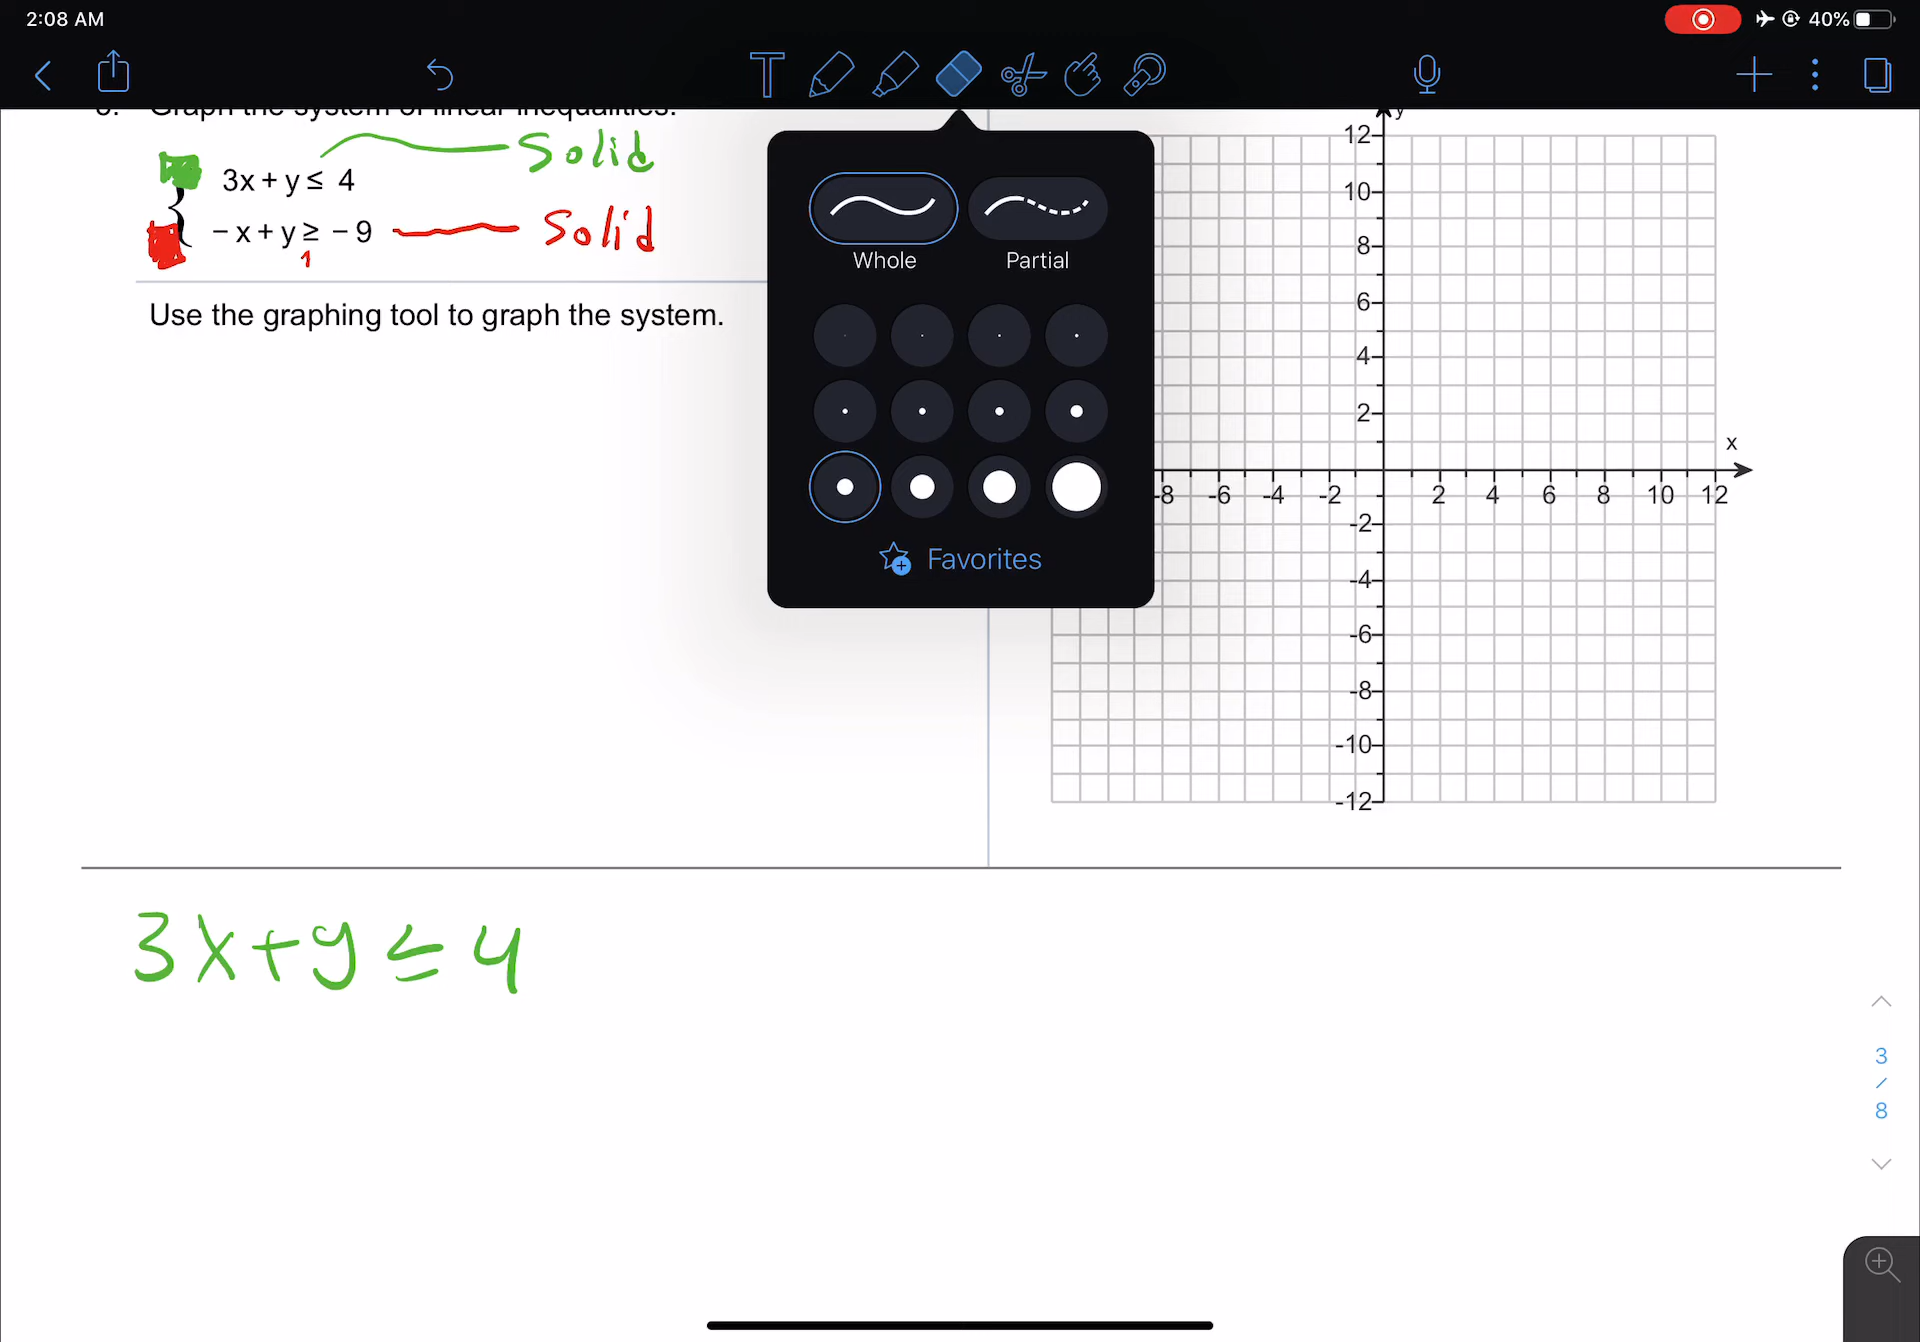 2:08 AM
40%
Graph the system of linear inequalities.
Solid
3x + y ≤ 4
− x + y ≥ − 9
Solid
1
Use the graphing tool to graph the system.
Whole
Partial
Favorites
y
12
10
8
6
4
2
x
-8 -6 -4 -2 2 4 6 8 10 12
-2
-4
-6
-8
-10
-12
3x+y ≤ 4
3
/
8